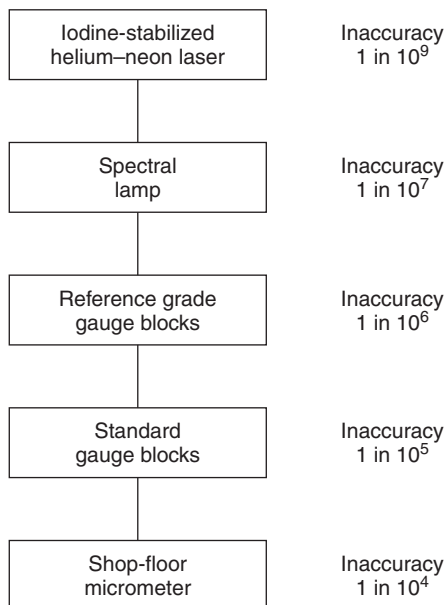 Iodine-stabilized
helium–neon laser
Inaccuracy
1 in 10⁹
Spectral
lamp
Inaccuracy
1 in 10⁷
Reference grade
gauge blocks
Inaccuracy
1 in 10⁶
Standard
gauge blocks
Inaccuracy
1 in 10⁵
Shop-floor
micrometer
Inaccuracy
1 in 10⁴